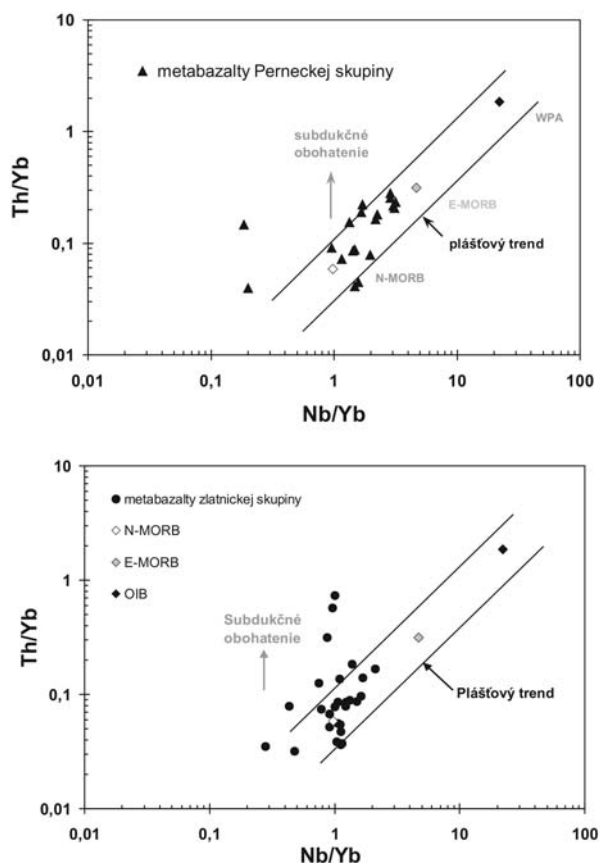 10
metabazalty Perneckej skupiny
subdukčné
obohatenie
WPA
1
Th/Yb
E-MORB
plášťový trend
0,1
N-MORB
0,01
0,01
0,1
1
10
100
Nb/Yb
10
metabazalty zlatnickej skupiny
N-MORB
E-MORB
OIB
1
Subdukčné
obohatenie
Th/Yb
Plášťový trend
0,1
0,01
0,01
0,1
1
10
100
Nb/Yb